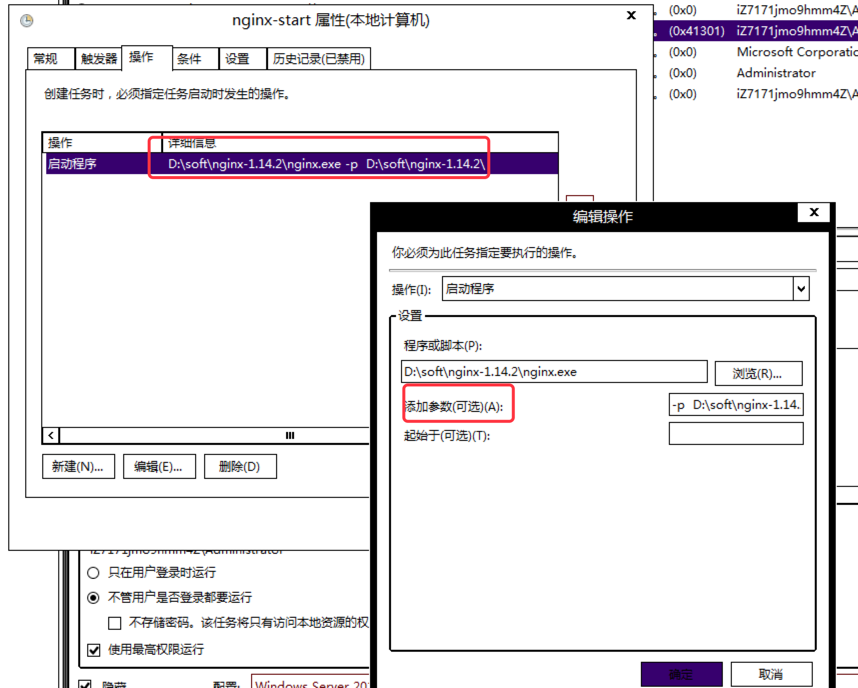 nginx-start 属性(本地计算机)
x
常规
触发器
操作
条件
设置
历史记录(已禁用)
创建任务时，必须指定任务启动时发生的操作。
操作
详细信息
启动程序
D:\soft\nginx-1.14.2\nginx.exe -p  D:\soft\nginx-1.14.2\
新建(N)...
编辑(E)...
删除(D)
(0x0) iZ7171jmo9hmm4Z\A
(0x41301) iZ7171jmo9hmm4Z\A
(0x0) Microsoft Corporatic
(0x0) Administrator
(0x0) iZ7171jmo9hmm4Z\A
编辑操作
x
你必须为此任务指定要执行的操作。
操作(I):
启动程序
设置
程序或脚本(P):
D:\soft\nginx-1.14.2\nginx.exe
浏览(R)...
添加参数(可选)(A):
-p  D:\soft\nginx-1.14.
起始于(可选)(T):
确定
取消
iZ7171jmo9hmm4Z\Administrator
只在用户登录时运行
不管用户是否登录都要运行
不存储密码。该任务将只有访问本地资源的权
使用最高权限运行
隐藏
配置:
Windows Server 20